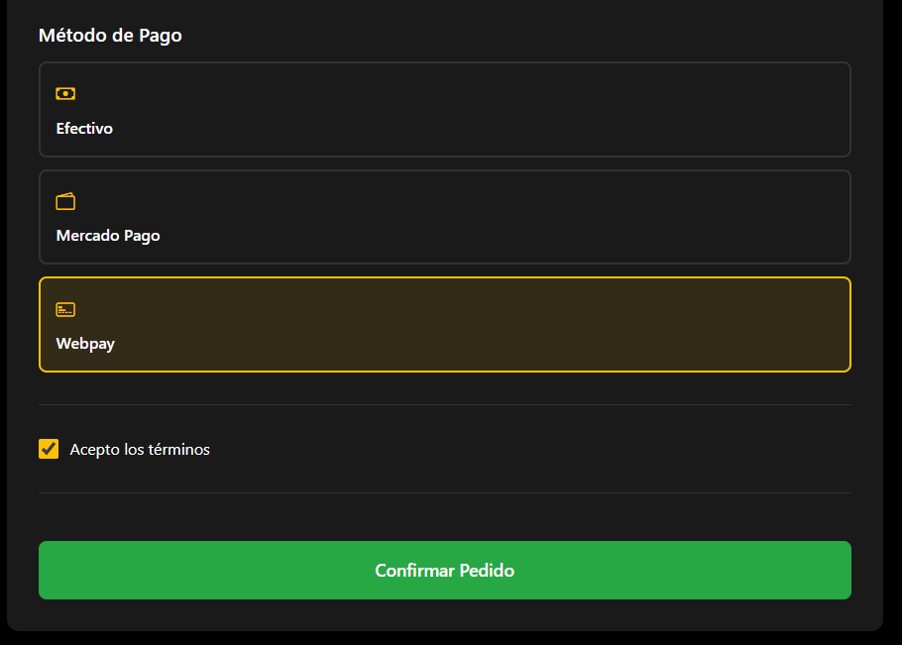 Método de Pago
Efectivo
Mercado Pago
Webpay
Acepto los términos
Confirmar Pedido